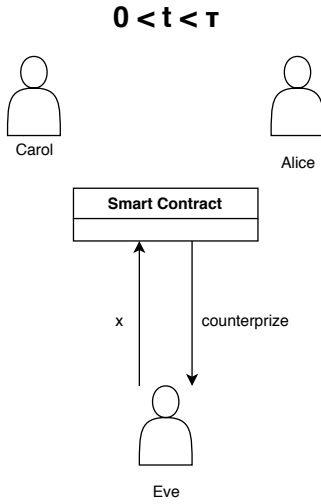 0 < t < τ
Carol
Alice
Smart Contract
x
counterprize
Eve